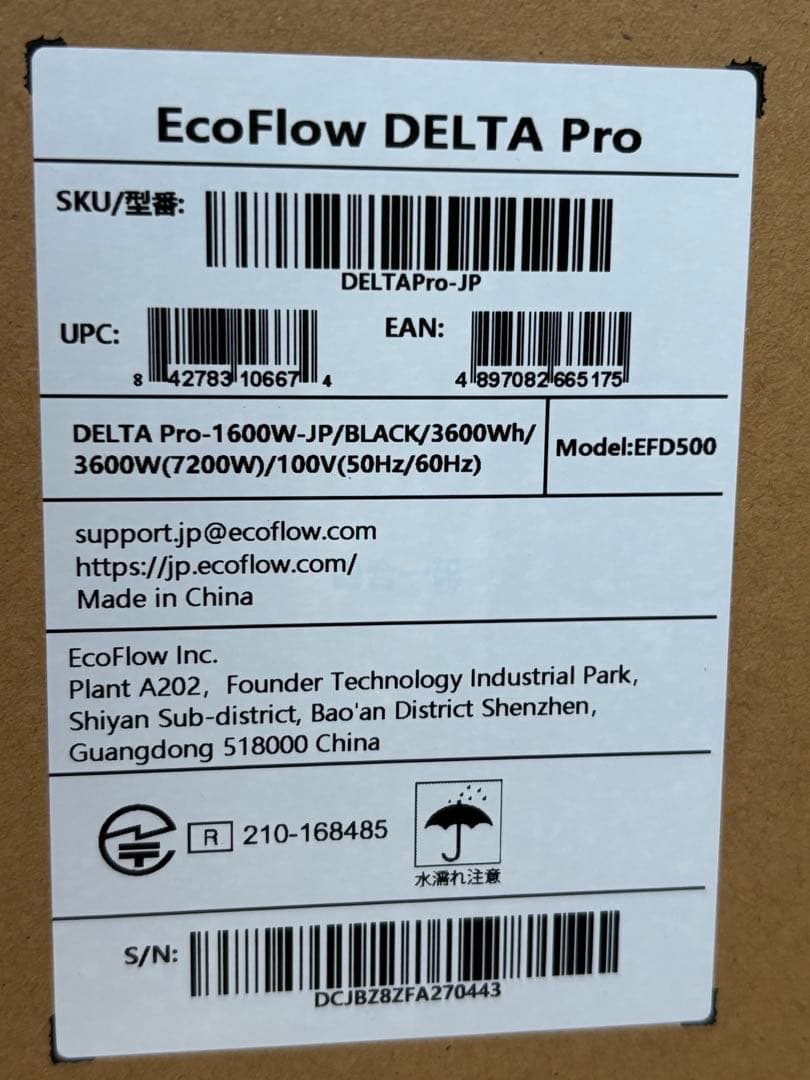 EcoFlow DELTA Pro
SKU/型番:
DELTAPro-JP
UPC:
8 42783 10667 4
EAN:
4 897082 665175
DELTA Pro-1600W-JP/BLACK/3600Wh/
3600W(7200W)/100V(50Hz/60Hz)
Model:EFD500
support.jp@ecoflow.com
https://jp.ecoflow.com/
Made in China
EcoFlow Inc.
Plant A202, Founder Technology Industrial Park,
Shiyan Sub-district, Bao'an District Shenzhen,
Guangdong 518000 China
R 210-168485
水濡れ注意
S/N:
DCJBZ8ZFA270443